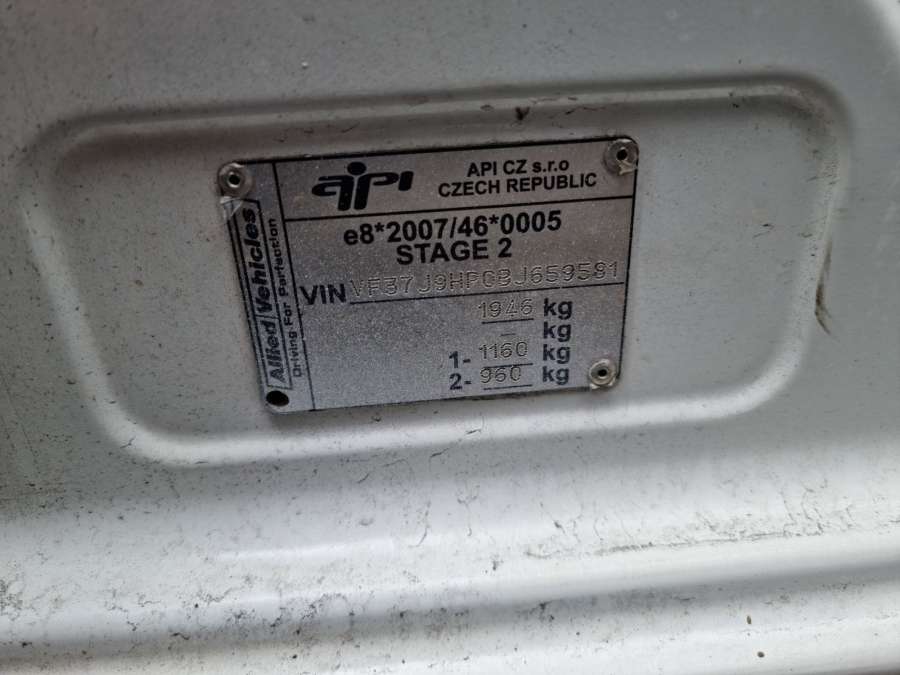 Allied Vehicles
Driving For Perfection
api
API CZ s.r.o
CZECH REPUBLIC
e8*2007/46*0005
STAGE 2
VIN VF37J9HPGBJ659591
1946 kg
– kg
1- 1160 kg
2- 960 kg